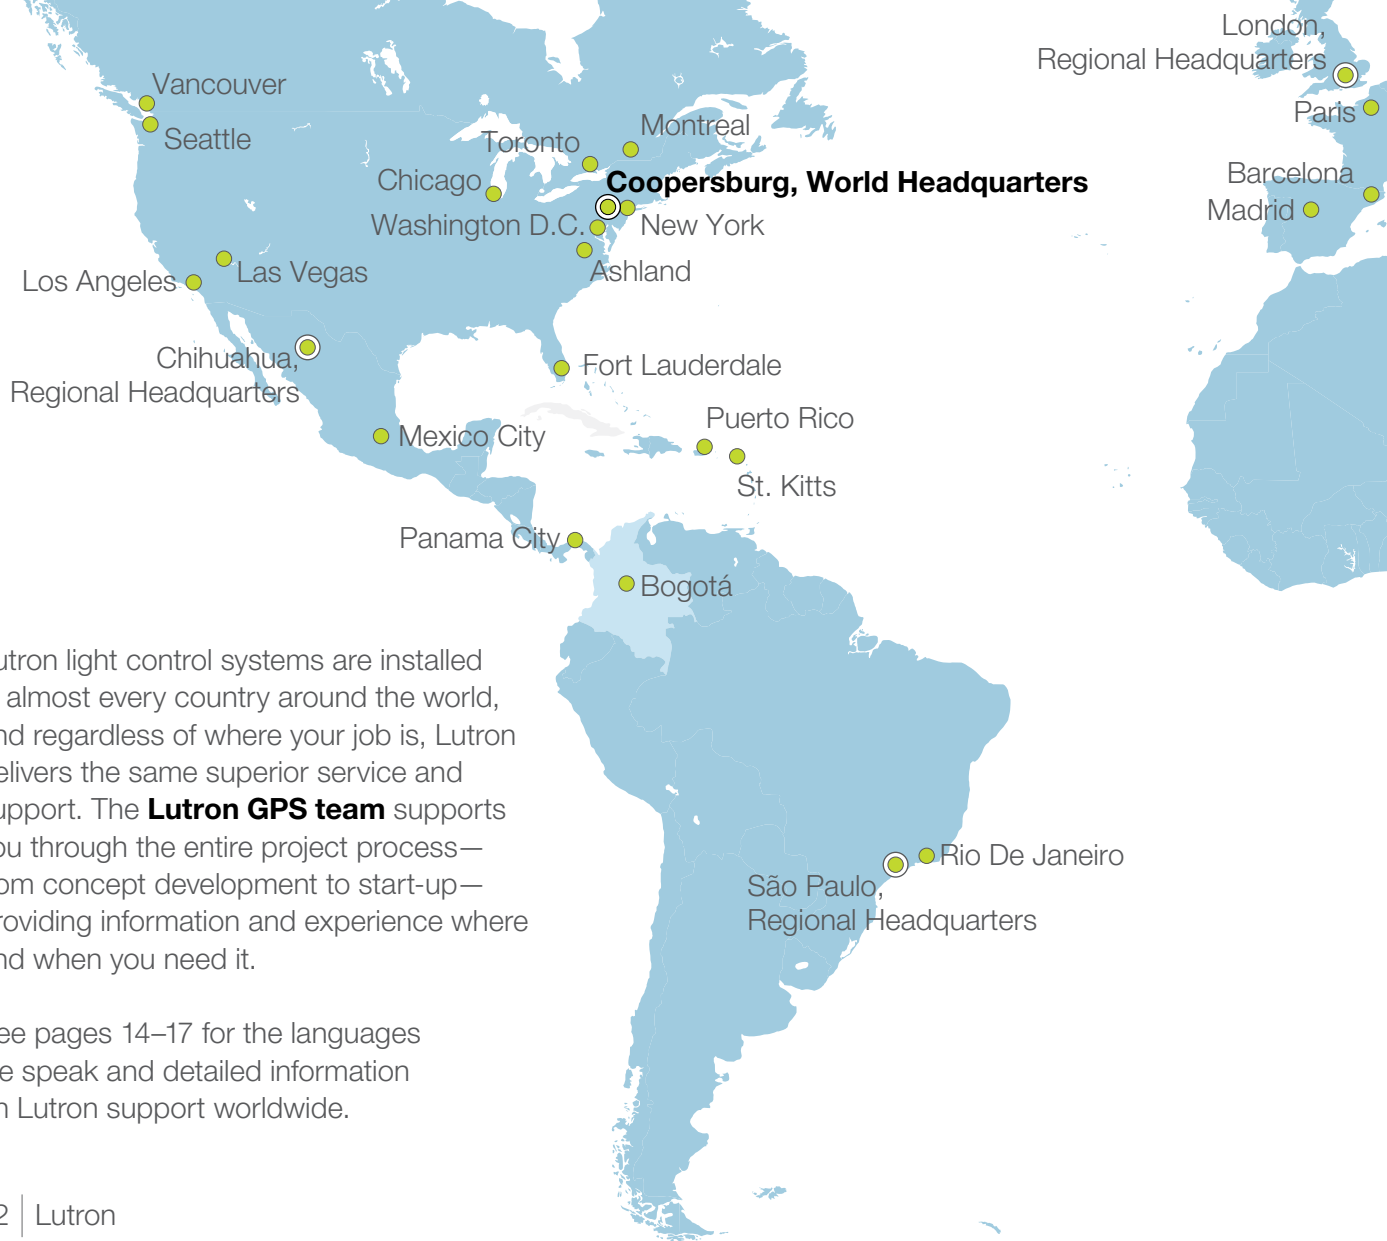 London,
Regional Headquarters
Paris
Barcelona
Madrid
Vancouver
Seattle
Toronto
Montreal
Chicago
Coopersburg, World Headquarters
Washington D.C.
New York
Ashland
Los Angeles
Las Vegas
Chihuahua,
Regional Headquarters
Fort Lauderdale
Mexico City
Puerto Rico
St. Kitts
Panama City
Bogotá
utron light control systems are installed
almost every country around the world,
nd regardless of where your job is, Lutron
elivers the same superior service and
upport. The Lutron GPS team supports
ou through the entire project process—
om concept development to start-up—
roviding information and experience where
nd when you need it.
ee pages 14–17 for the languages
e speak and detailed information
n Lutron support worldwide.
Rio De Janeiro
São Paulo,
Regional Headquarters
2 | Lutron